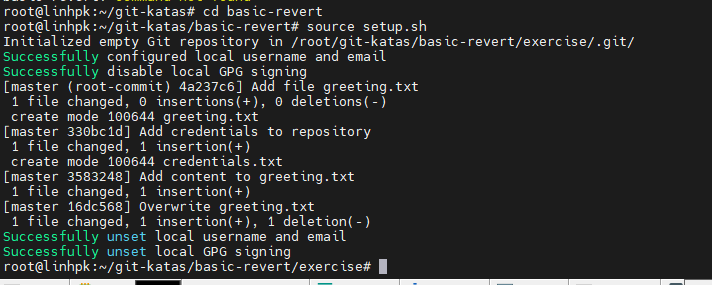 root@linhpk:~/git-katas# cd basic-revert
root@linhpk:~/git-katas/basic-revert# source setup.sh
Initialized empty Git repository in /root/git-katas/basic-revert/exercise/.git/
Successfully configured local username and email
Successfully disable local GPG signing
[master (root-commit) 4a237c6] Add file greeting.txt
 1 file changed, 0 insertions(+), 0 deletions(-)
 create mode 100644 greeting.txt
[master 330bc1d] Add credentials to repository
 1 file changed, 1 insertion(+)
 create mode 100644 credentials.txt
[master 3583248] Add content to greeting.txt
 1 file changed, 1 insertion(+)
[master 16dc568] Overwrite greeting.txt
 1 file changed, 1 insertion(+), 1 deletion(-)
Successfully unset local username and email
Successfully unset local GPG signing
root@linhpk:~/git-katas/basic-revert/exercise#